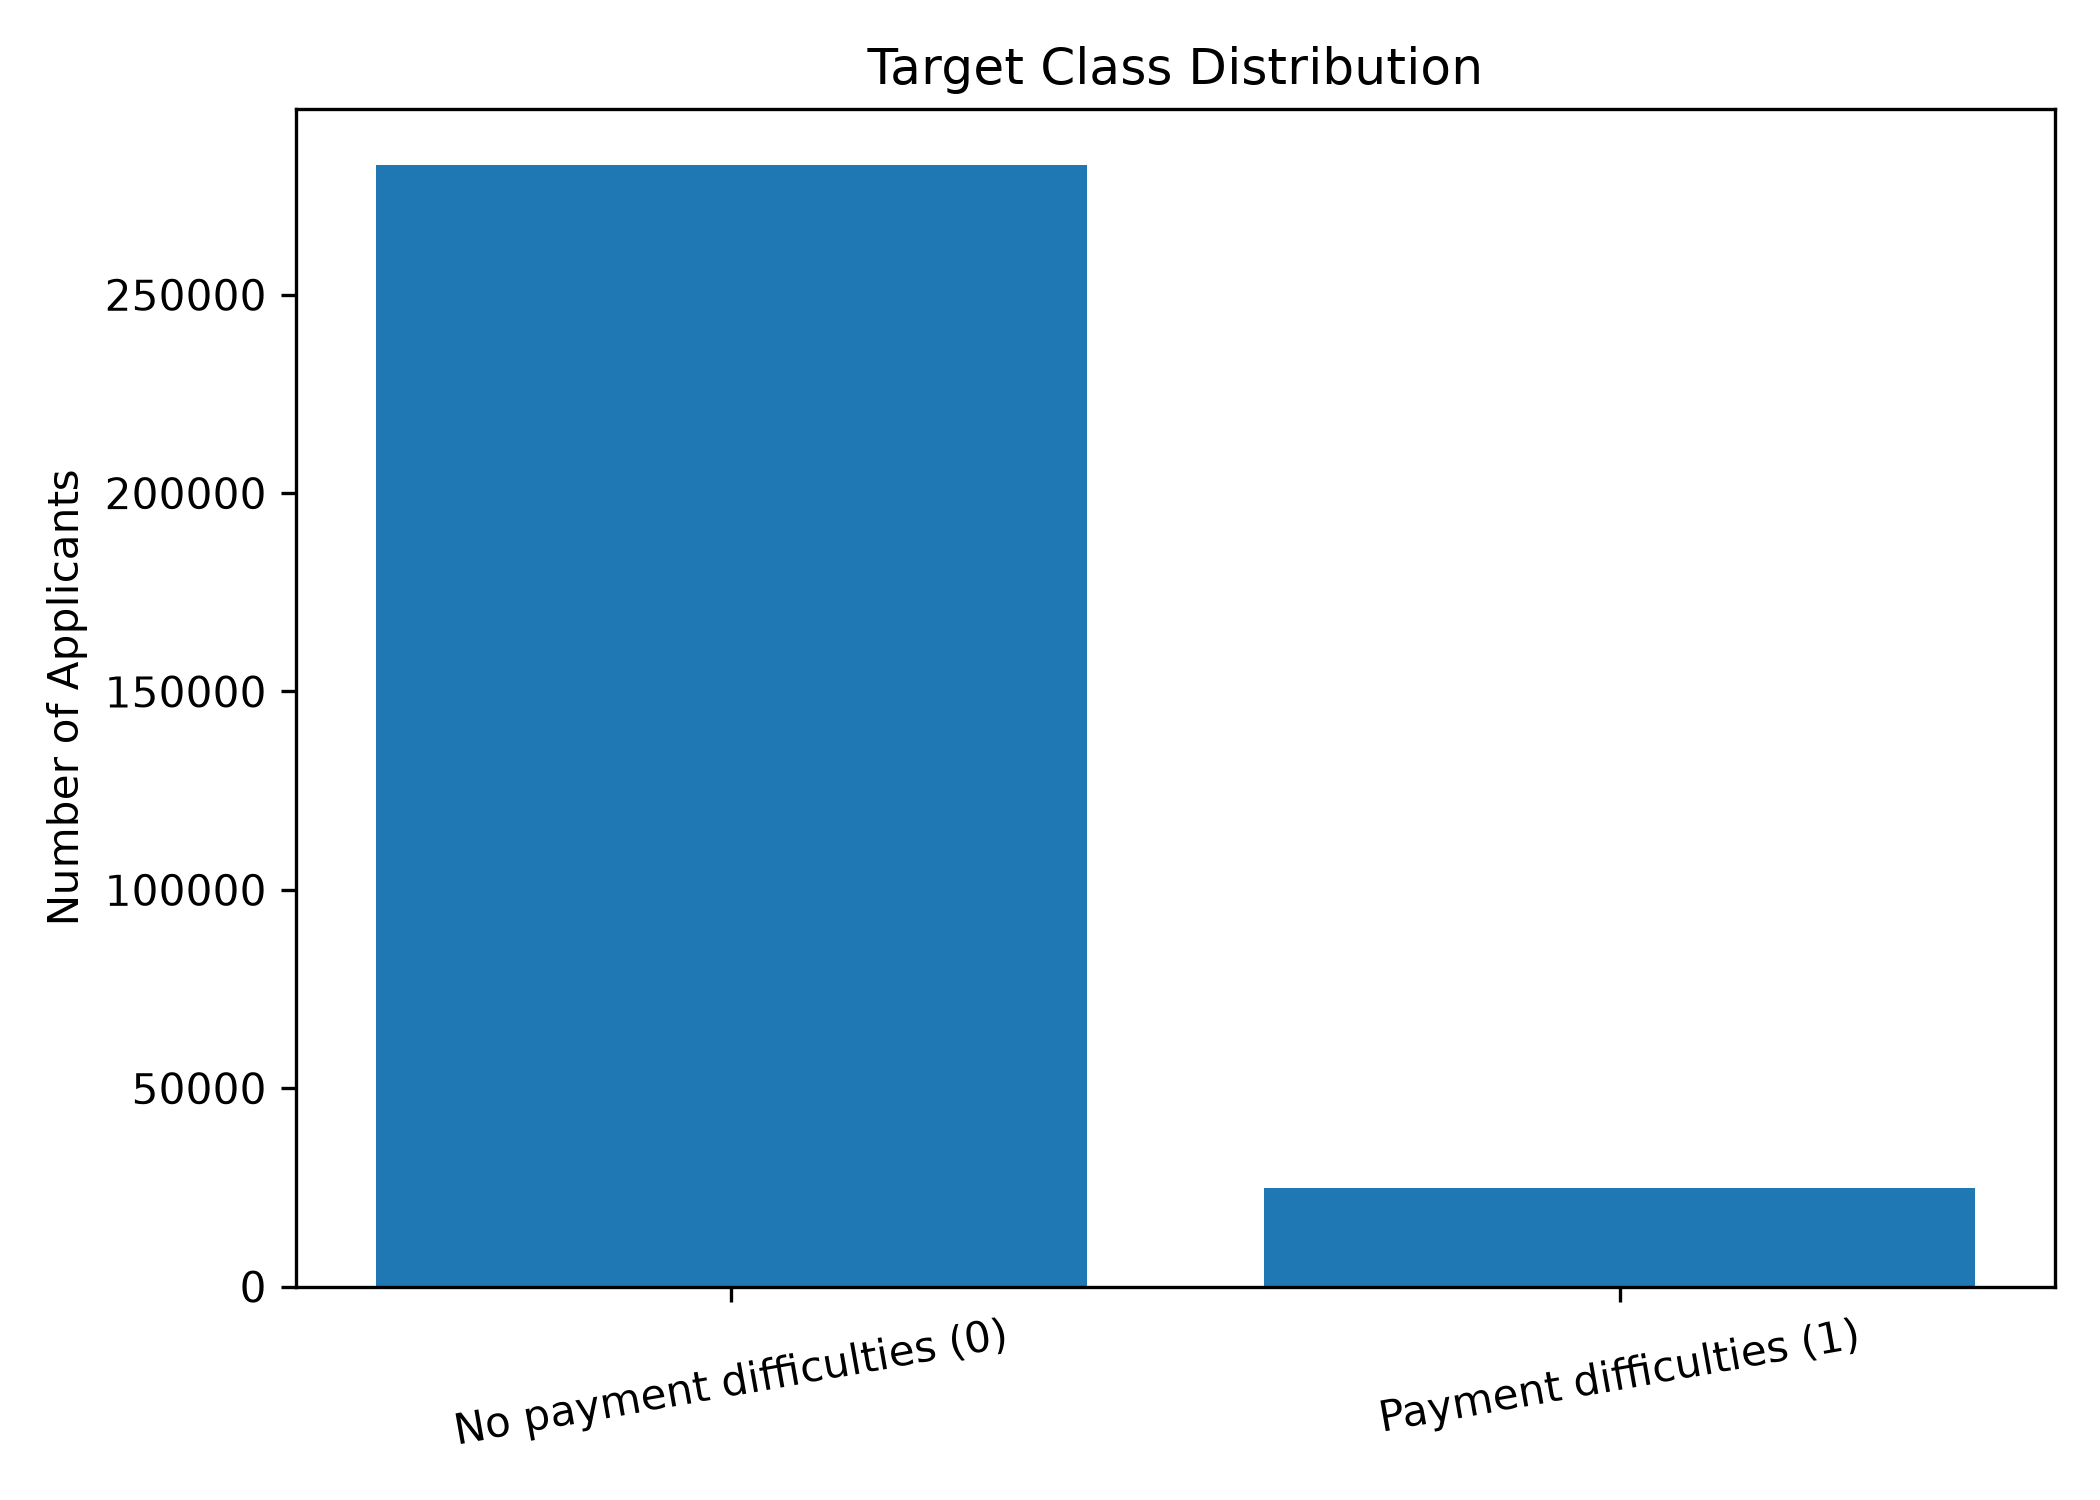 Target Class Distribution
Number of Applicants
250000
200000
150000
100000
50000
0
No payment difficulties (0)
Payment difficulties (1)